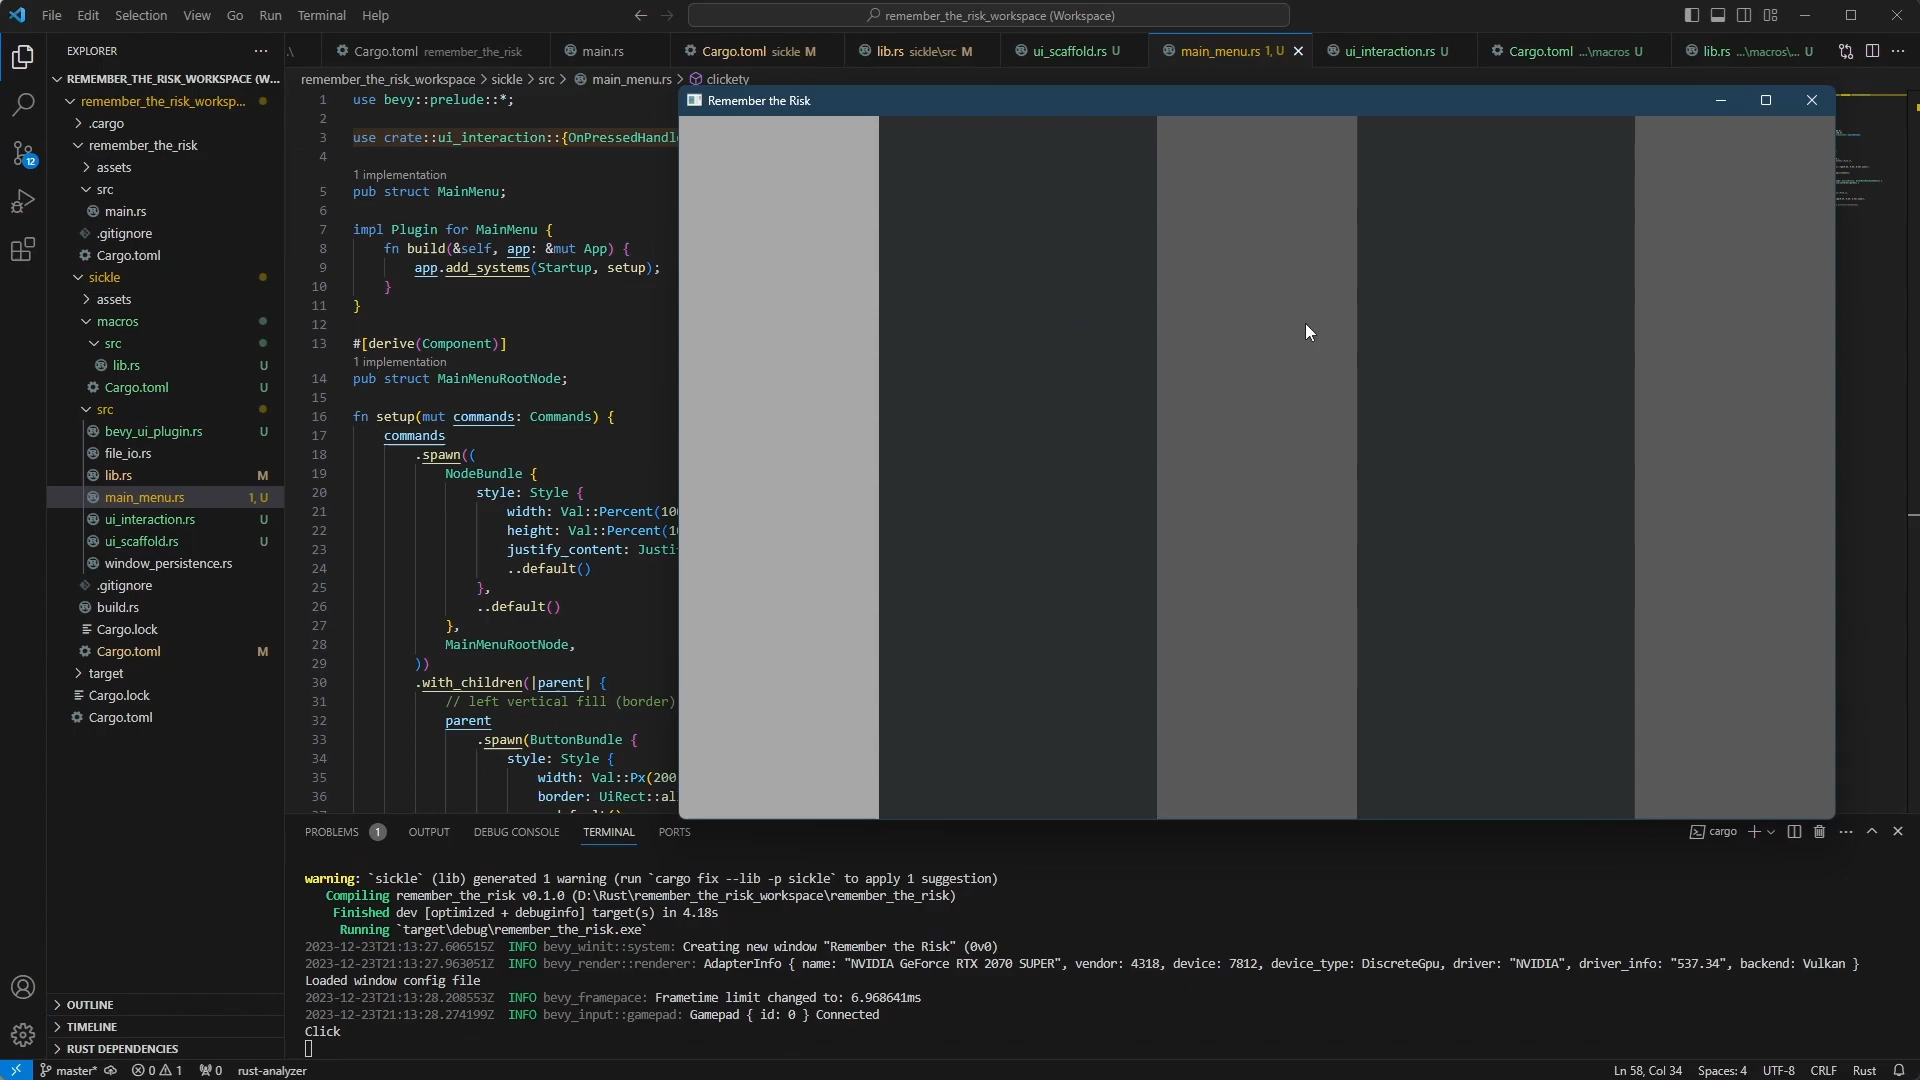 File Edit Selection View Go Run Terminal Help
remember_the_risk_workspace (Workspace)
EXPLORER
Cargo.toml remember_the_risk
main.rs
Cargo.toml sickle M
lib.rs sickle\src M
ui_scaffold.rs U
main_menu.rs 1, U
ui_interaction.rs U
Cargo.toml ...\macros U
lib.rs ...\macros\... U
REMEMBER_THE_RISK_WORKSPACE (W...
remember_the_risk_worksp...
.cargo
remember_the_risk
assets
src
main.rs
.gitignore
Cargo.toml
sickle
assets
macros
src
lib.rs U
Cargo.toml U
src
bevy_ui_plugin.rs U
file_io.rs
lib.rs M
main_menu.rs 1, U
ui_interaction.rs U
ui_scaffold.rs U
window_persistence.rs
.gitignore
build.rs
Cargo.lock
Cargo.toml M
target
Cargo.lock
Cargo.toml
OUTLINE
TIMELINE
RUST DEPENDENCIES
12
remember_the_risk_workspace > sickle > src > main_menu.rs > clickety
1 use bevy::prelude::*;
2
3 use crate::ui_interaction::{OnPressedHandl
4
1 implementation
5 pub struct MainMenu;
6
7 impl Plugin for MainMenu {
8 fn build(&self, app: &mut App) {
9 app.add_systems(Startup, setup);
10 }
11 }
12
13 #[derive(Component)]
1 implementation
14 pub struct MainMenuRootNode;
15
16 fn setup(mut commands: Commands) {
17 commands
18 .spawn((
19 NodeBundle {
20 style: Style {
21 width: Val::Percent(10
22 height: Val::Percent(1
23 justify_content: Justi
24 ..default()
25 },
26 ..default()
27 },
28 MainMenuRootNode,
29 ))
30 .with_children(|parent| {
31 // left vertical fill (border)
32 parent
33 .spawn(ButtonBundle {
34 style: Style {
35 width: Val::Px(200
36 border: UiRect::al
Remember the Risk
PROBLEMS 1 OUTPUT DEBUG CONSOLE TERMINAL PORTS
cargo
warning: `sickle` (lib) generated 1 warning (run `cargo fix --lib -p sickle` to apply 1 suggestion)
Compiling remember_the_risk v0.1.0 (D:\Rust\remember_the_risk_workspace\remember_the_risk)
Finished dev [optimized + debuginfo] target(s) in 4.18s
Running `target\debug\remember_the_risk.exe`
2023-12-23T21:13:27.606515Z INFO bevy_winit::system: Creating new window "Remember the Risk" (0v0)
2023-12-23T21:13:27.963051Z INFO bevy_render::renderer: AdapterInfo { name: "NVIDIA GeForce RTX 2070 SUPER", vendor: 4318, device: 7812, device_type: DiscreteGpu, driver: "NVIDIA", driver_info: "537.34", backend: Vulkan }
Loaded window config file
2023-12-23T21:13:28.208553Z INFO bevy_framepace: Frametime limit changed to: 6.968641ms
2023-12-23T21:13:28.274199Z INFO bevy_input::gamepad: Gamepad { id: 0 } Connected
Click
master* 0 1 0 rust-analyzer
Ln 58, Col 34 Spaces: 4 UTF-8 CRLF Rust